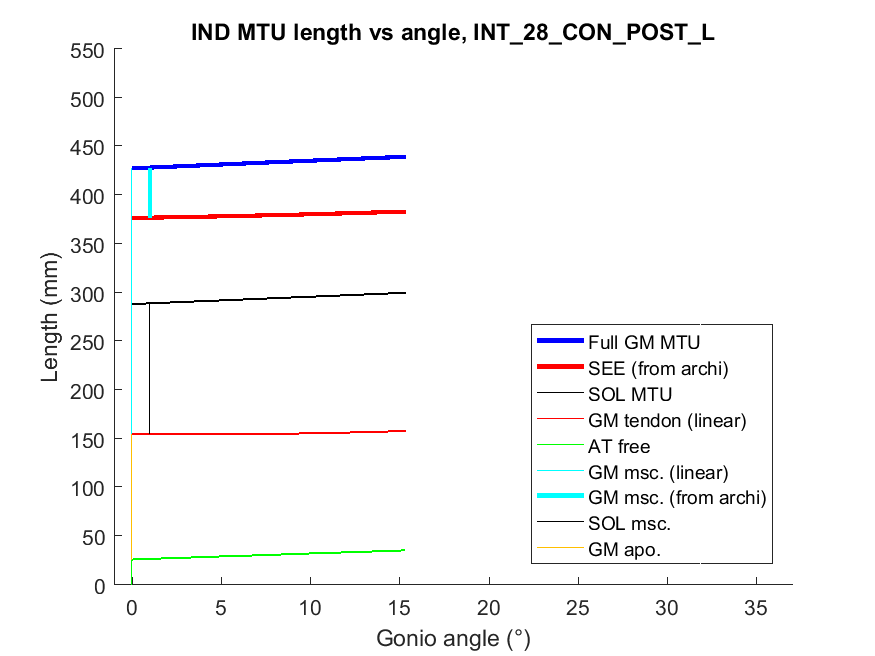 IND MTU length vs angle, INT_28_CON_POST_L
550
500
450
400
350
300
250
200
150
100
50
0
Length (mm)
0 5 10 15 20 25 30 35
Gonio angle (°)
Full GM MTU
SEE (from archi)
SOL MTU
GM tendon (linear)
AT free
GM msc. (linear)
GM msc. (from archi)
SOL msc.
GM apo.